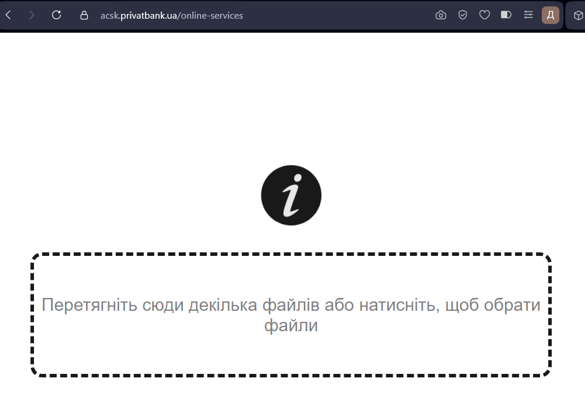 acsk.privatbank.ua/online-services
Д
i
Перетягніть сюди декілька файлів або натисніть, щоб обрати
файли